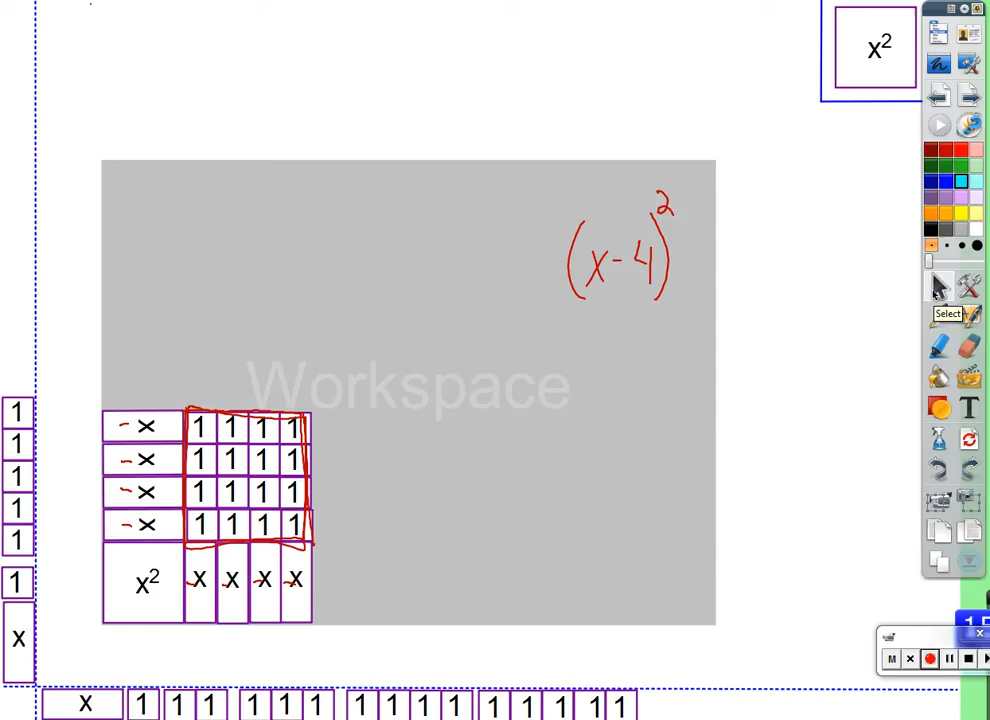 x²
(x - 4)²
Select
Workspace
- x 1 1 1 1
- x 1 1 1 1
- x 1 1 1 1
- x 1 1 1 1
x² - x - x - x - x
1
1
1
1
1
1
x
x 1 1 1 1 1 1 1 1 1 1 1 1 1 1 1
T
M